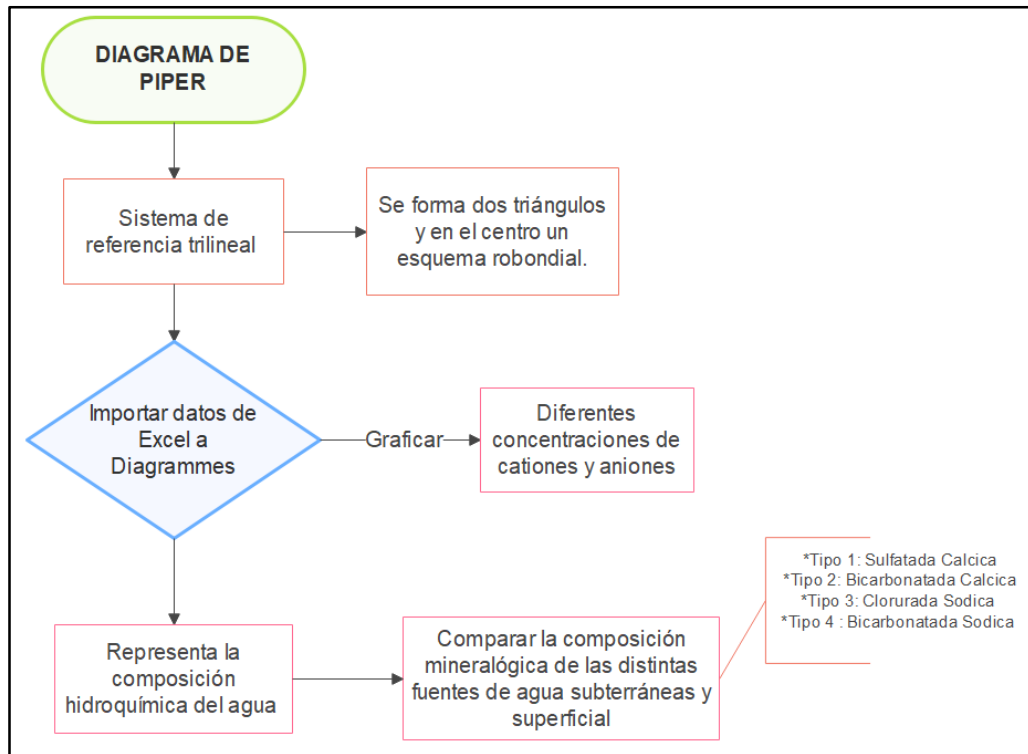 DIAGRAMA DE
PIPER
Sistema de
referencia trilineal
Se forma dos triángulos
y en el centro un
esquema robondial.
Importar datos de
Excel a
Diagrammes
Graficar
Diferentes
concentraciones de
cationes y aniones
Representa la
composición
hidroquímica del agua
Comparar la composición
mineralógica de las distintas
fuentes de agua subterráneas y
superficial
*Tipo 1: Sulfatada Calcica
*Tipo 2: Bicarbonatada Calcica
*Tipo 3: Clorurada Sodica
*Tipo 4 : Bicarbonatada Sodica